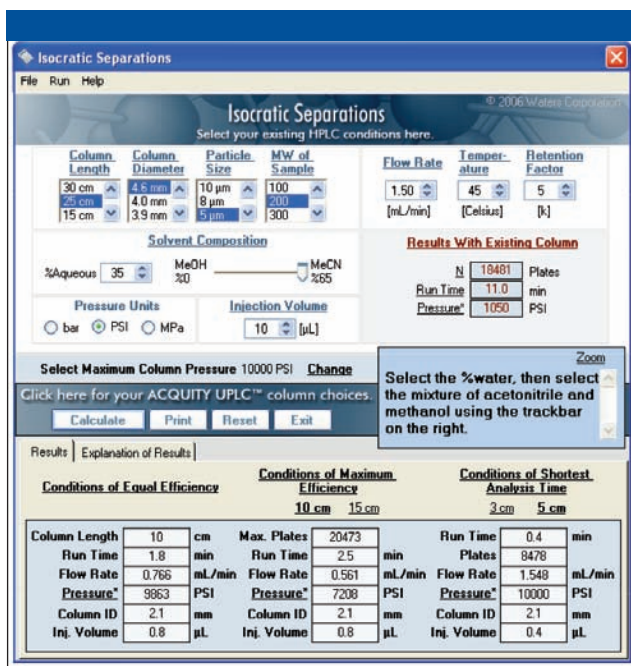 Isocratic Separations
File Run Help
© 2006 Waters Corporation
Isocratic Separations
Select your existing HPLC conditions here.
Column Length Column Diameter Particle Size MW of Sample Flow Rate Temper-ature Retention Factor
30 cm 4.6 mm 10 µm 100
25 cm 4.0 mm 8 µm 200 1.50 45 5
15 cm 3.9 mm 5 µm 300 [mL/min] [Celsius] [k]
Solvent Composition
%Aqueous 35 MeOH %0 MeCN %65
Results With Existing Column
N 18481 Plates
Run Time 11.0 min
Pressure* 1050 PSI
Pressure Units Injection Volume
bar PSI MPa 10 [µL]
Select Maximum Column Pressure 10000 PSI Change
Zoom
Select the %water, then select
the mixture of acetonitrile and
methanol using the trackbar
on the right.
Click here for your ACQUITY UPLC™ column choices.
Calculate Print Reset Exit
Results Explanation of Results
Conditions of Equal Efficiency
Conditions of Maximum Efficiency
10 cm 15 cm
Conditions of Shortest Analysis Time
3 cm 5 cm
Column Length 10 cm Max. Plates 20473 Run Time 0.4 min
Run Time 1.8 min Run Time 2.5 min Plates 8478
Flow Rate 0.766 mL/min Flow Rate 0.561 mL/min Flow Rate 1.548 mL/min
Pressure* 9863 PSI Pressure* 7208 PSI Pressure* 10000 PSI
Column ID 2.1 mm Column ID 2.1 mm Column ID 2.1 mm
Inj. Volume 0.8 µL Inj. Volume 0.8 µL Inj. Volume 0.4 µL